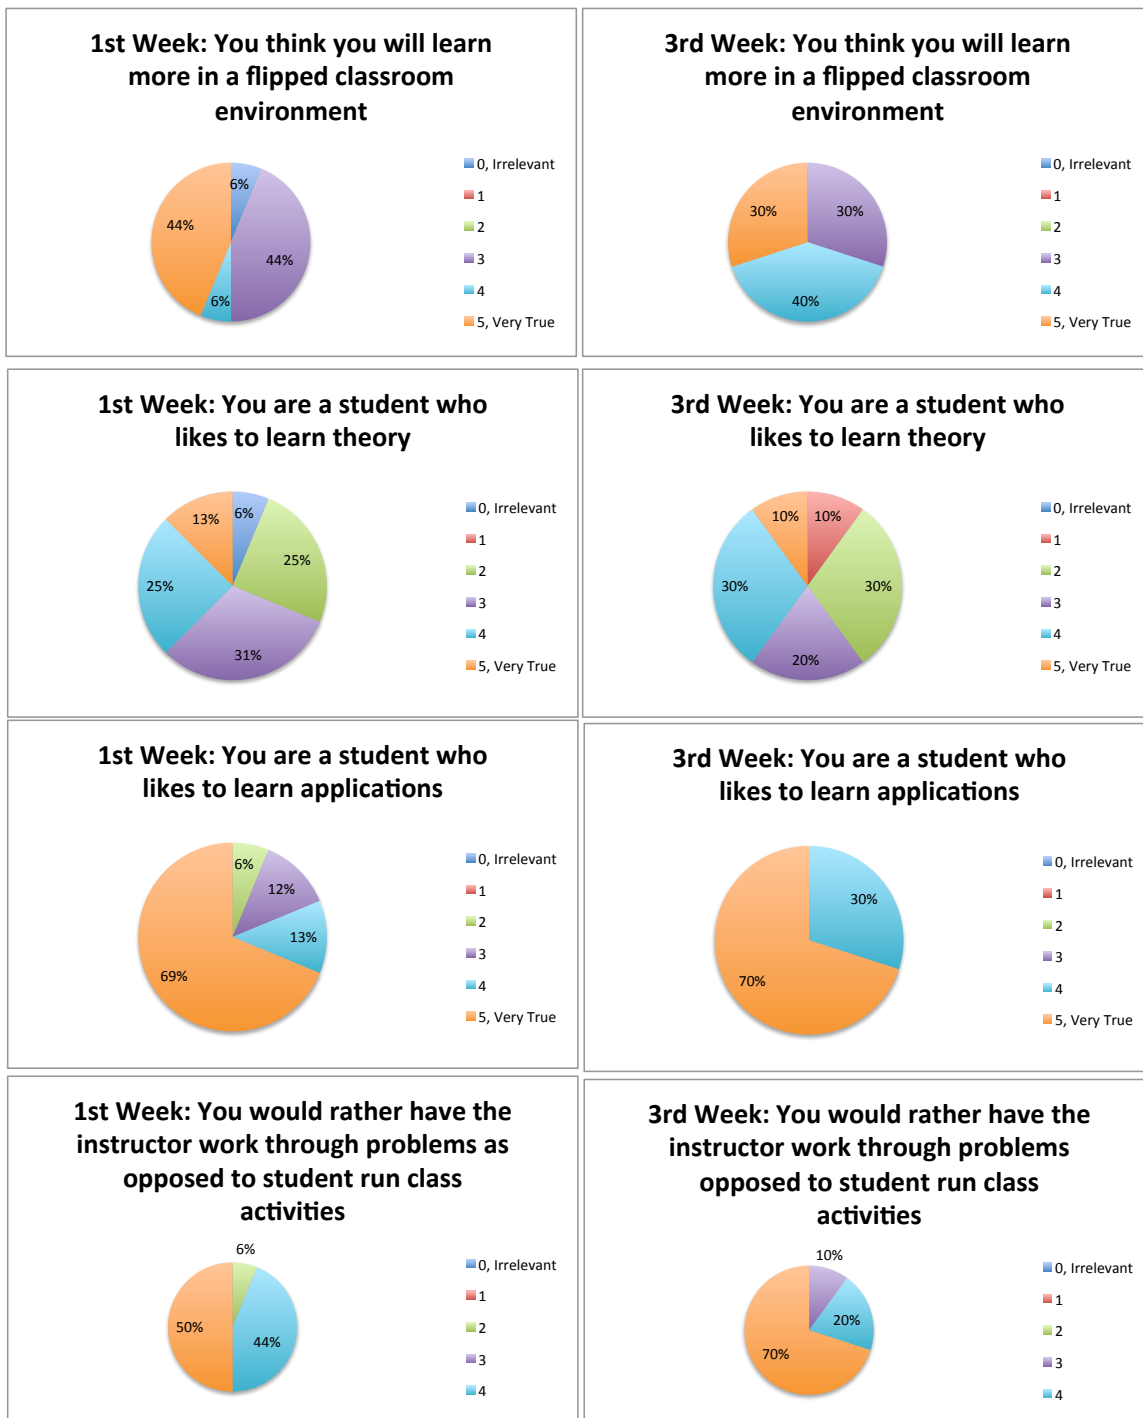 1st Week: You think you will learn
more in a flipped classroom
environment
6%
44%
44%
6%
0, Irrelevant
1
2
3
4
5, Very True
3rd Week: You think you will learn
more in a flipped classroom
environment
30%
30%
40%
0, Irrelevant
1
2
3
4
5, Very True
1st Week: You are a student who
likes to learn theory
13%
6%
25%
25%
31%
0, Irrelevant
1
2
3
4
5, Very True
3rd Week: You are a student who
likes to learn theory
10%
10%
30%
30%
20%
0, Irrelevant
1
2
3
4
5, Very True
1st Week: You are a student who
likes to learn applications
6%
12%
13%
69%
0, Irrelevant
1
2
3
4
5, Very True
3rd Week: You are a student who
likes to learn applications
30%
70%
0, Irrelevant
1
2
3
4
5, Very True
1st Week: You would rather have the
instructor work through problems as
opposed to student run class
activities
6%
50%
44%
0, Irrelevant
1
2
3
4
3rd Week: You would rather have the
instructor work through problems
opposed to student run class
activities
10%
20%
70%
0, Irrelevant
1
2
3
4